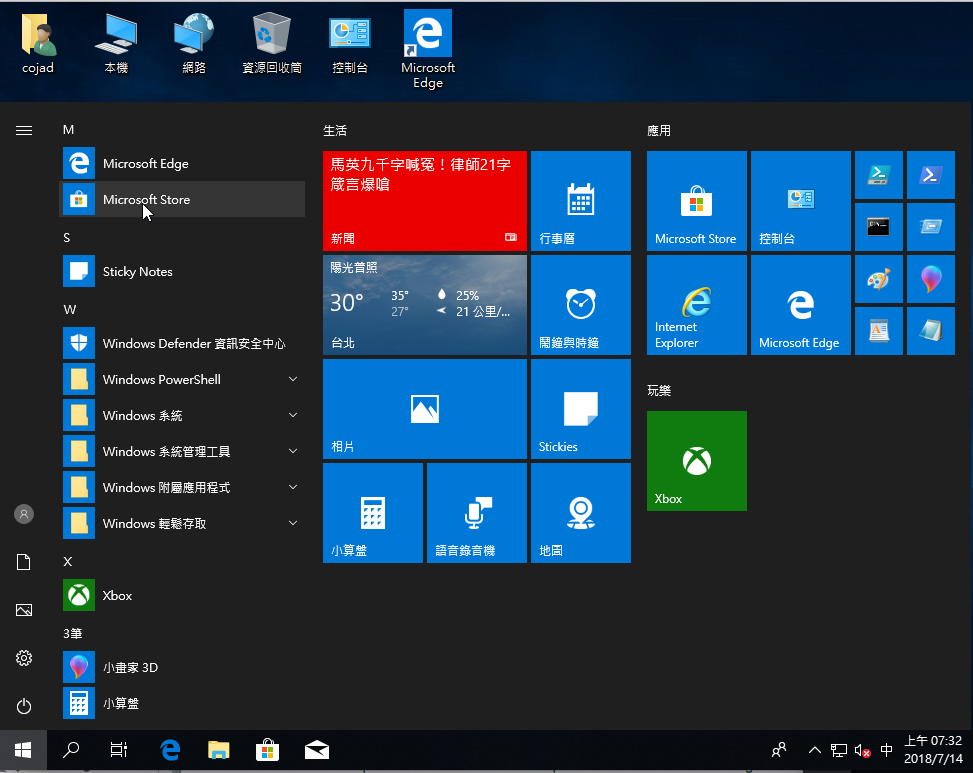 cojad
本機
網路
資源回收筒
控制台
Microsoft
Edge
M
Microsoft Edge
Microsoft Store
S
Sticky Notes
W
Windows Defender 資訊安全中心
Windows PowerShell
Windows 系統
Windows 系統管理工具
Windows 附屬應用程式
Windows 輕鬆存取
X
Xbox
3筆
小畫家 3D
小算盤
生活
馬英九千字喊冤！律師21字
箴言爆嗆
新聞
行事曆
陽光普照
30°
35°
27°
25%
21 公里/...
台北
鬧鐘與時鐘
相片
Stickies
小算盤
語音錄音機
地圖
應用
Microsoft Store
控制台
Internet
Explorer
Microsoft Edge
玩樂
Xbox
中
上午 07:32
2018/7/14